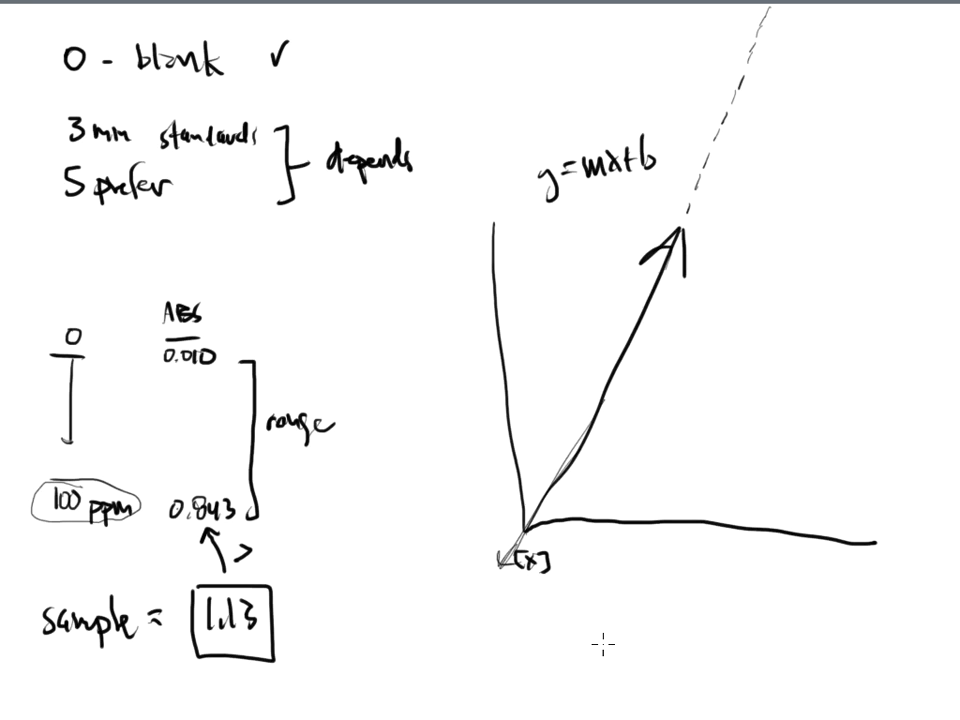 0 - blank ✓
3 min standards
5 prefer
depends
y=mx+b
ABS
0
0.010
range
100 ppm
0.843
>
[x]
sample =
1.13